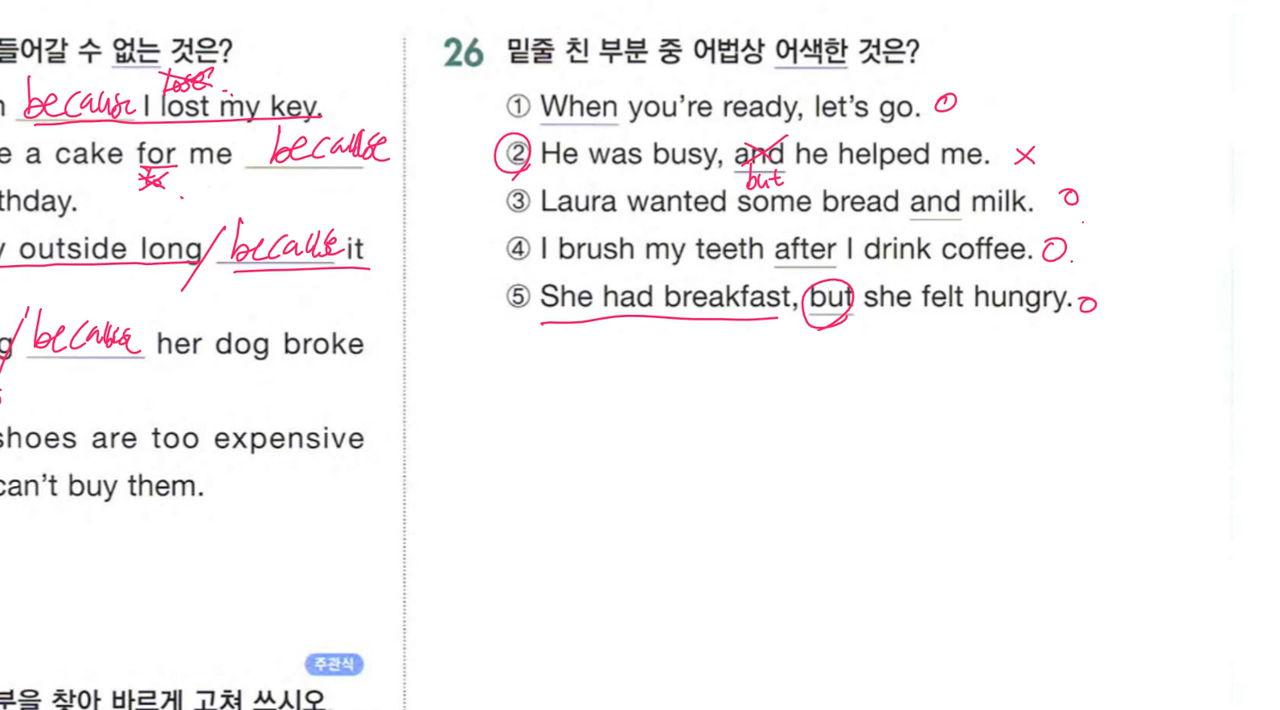 들어갈 수 없는 것은?
because I lost my key.
e a cake for me because
thday.
outside long because it
because her dog broke
shoes are too expensive
can't buy them.
주관식
부분을 찾아 바르게 고쳐 쓰시오.
26 밑줄 친 부분 중 어법상 어색한 것은?
① When you're ready, let's go.
② He was busy, and he helped me.
but
③ Laura wanted some bread and milk.
④ I brush my teeth after I drink coffee.
⑤ She had breakfast, but she felt hungry.